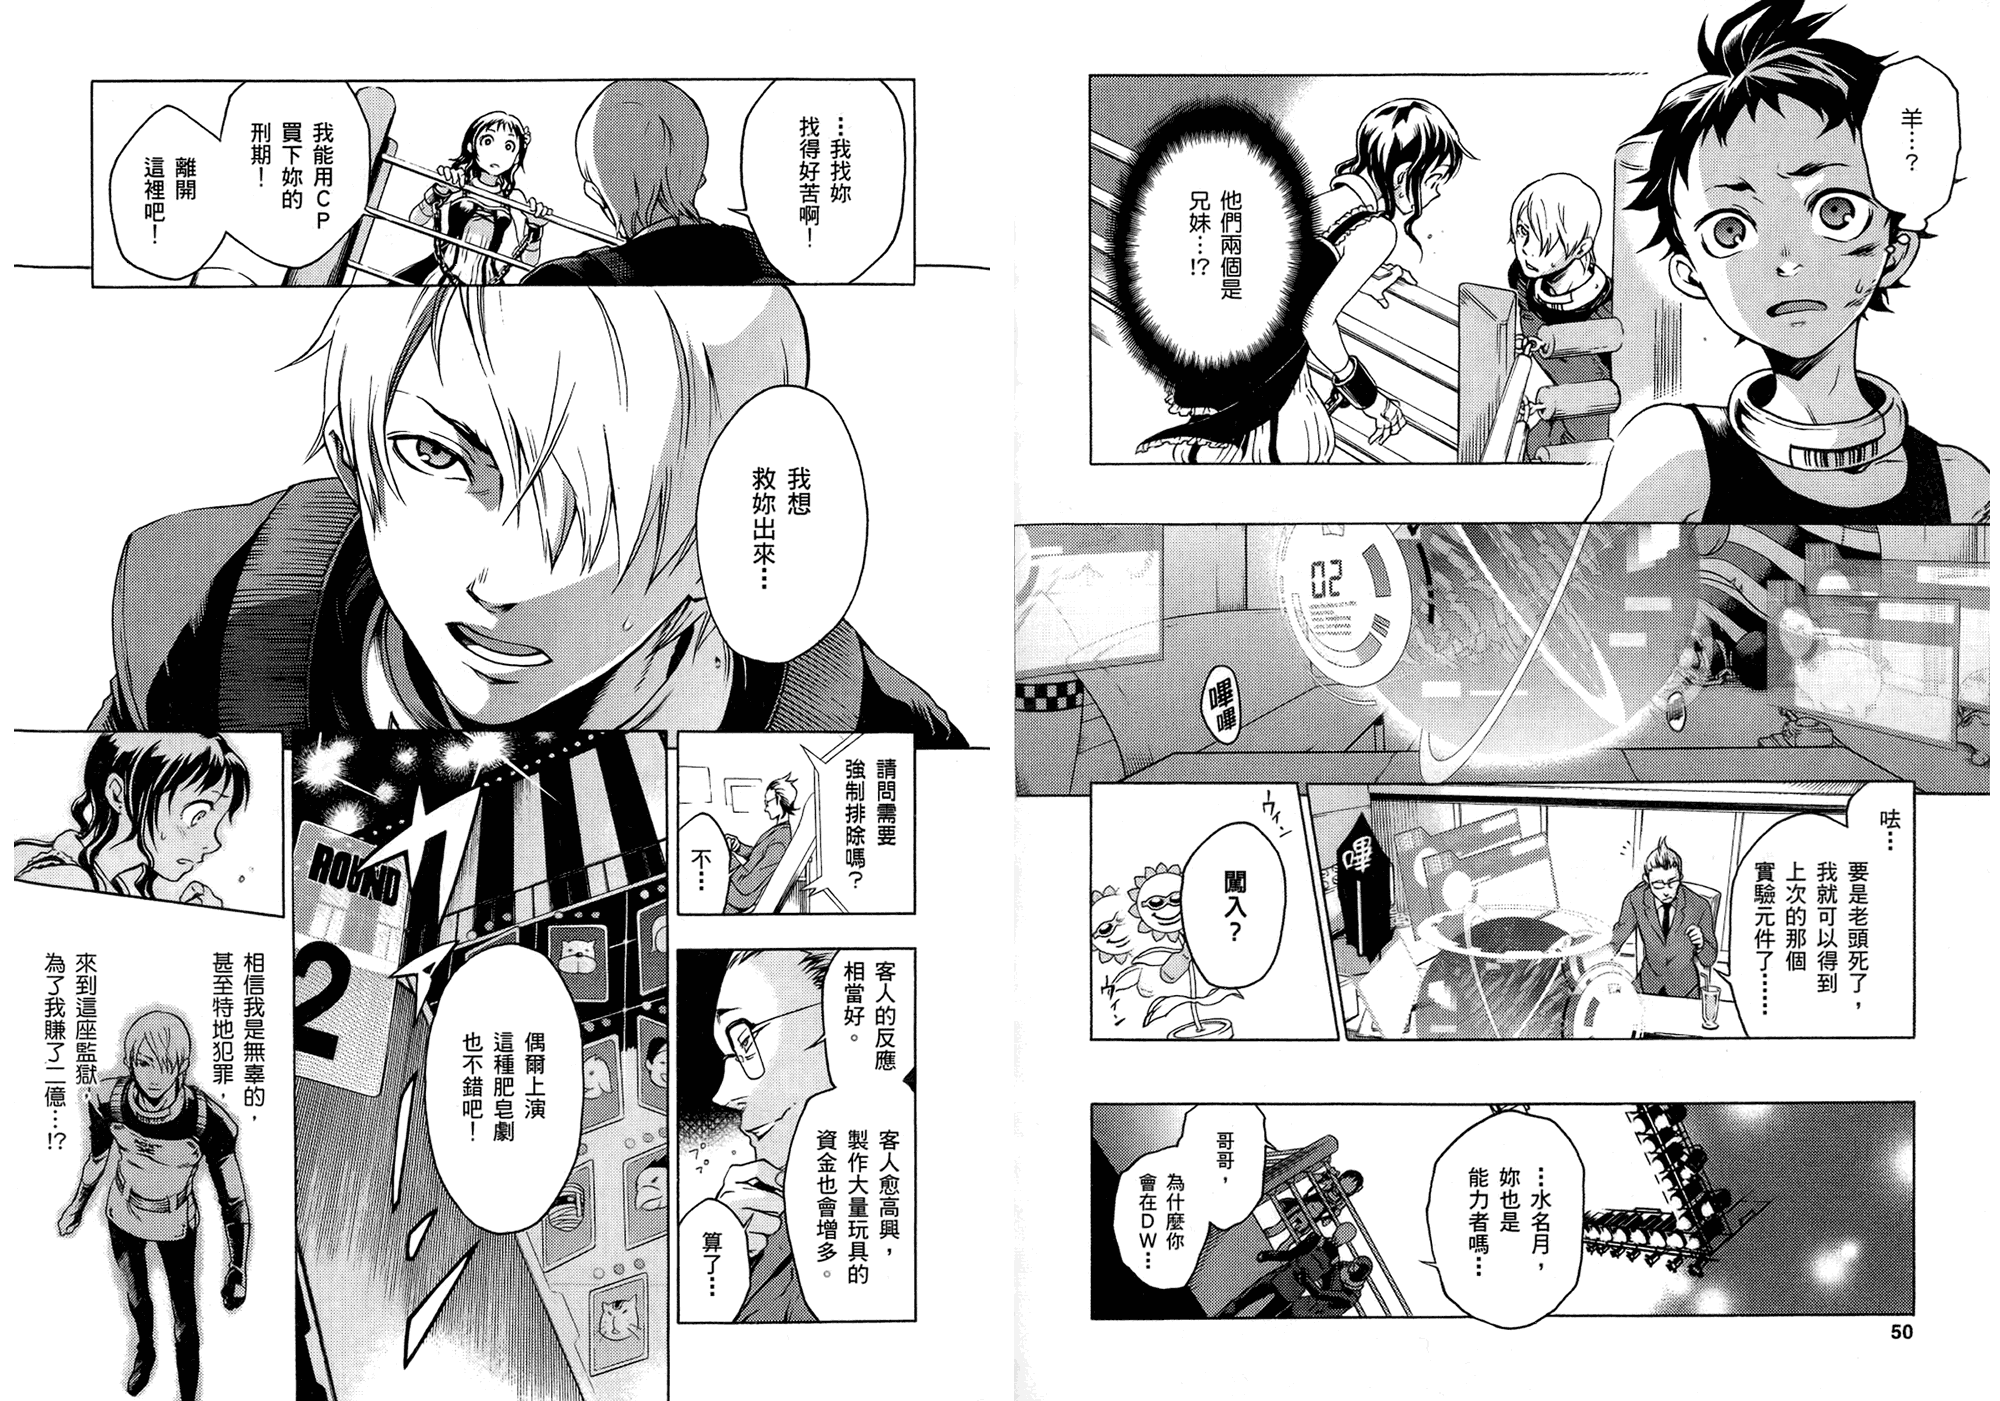 羊…?
他們兩個是
兄妹…!?
02
嗶
嗶
呿…
要是老頭死了，
我就可以得到
上次的那個
實驗元件了……
嗶
ウィン
闖入?
ウィン
…水名月，
妳也是
能力者嗎…
哥哥，
為什麼你
會在DW…
50
…我找妳
找得好苦啊!
我能用CP
買下妳的
刑期!
離開
這裡吧!
我想
救妳出來…
請問需要
強制排除嗎?
不…
客人的反應
相當好。
客人愈高興，
製作大量玩具的
資金也會增多。
算了…
ROUND
2
偶爾上演
這種肥皂劇
也不錯吧!
相信我是無辜的，
甚至特地犯罪，
來到這座監獄，
為了我賺了二億…!?